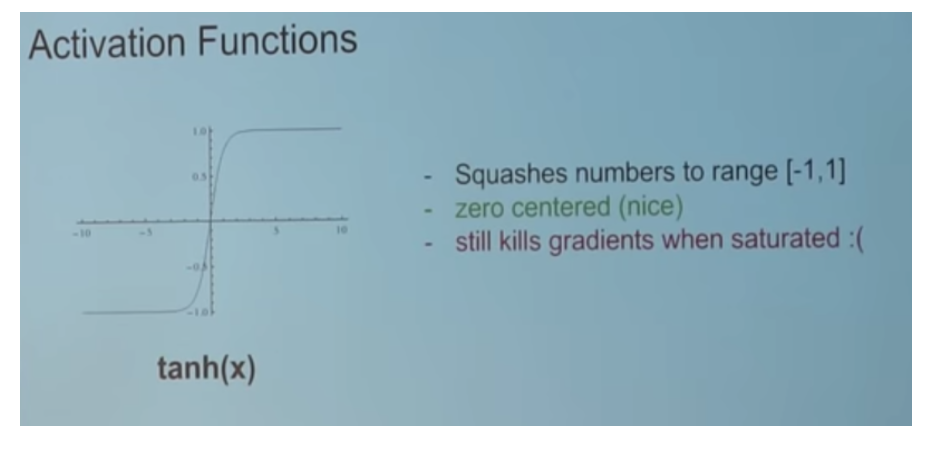 Activation Functions
1.0
0.5
-10
-5
5
10
-0.5
-1.0
- Squashes numbers to range [-1,1]
- zero centered (nice)
- still kills gradients when saturated :(
tanh(x)